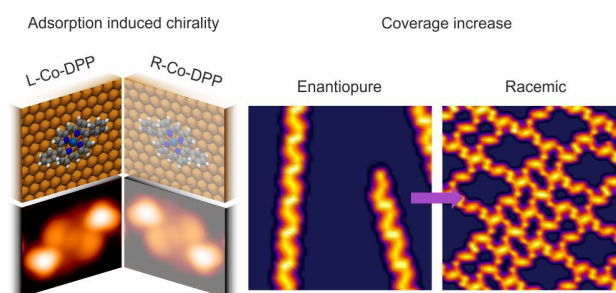 Adsorption induced chirality
Coverage increase
L-Co-DPP
R-Co-DPP
Enantiopure
Racemic